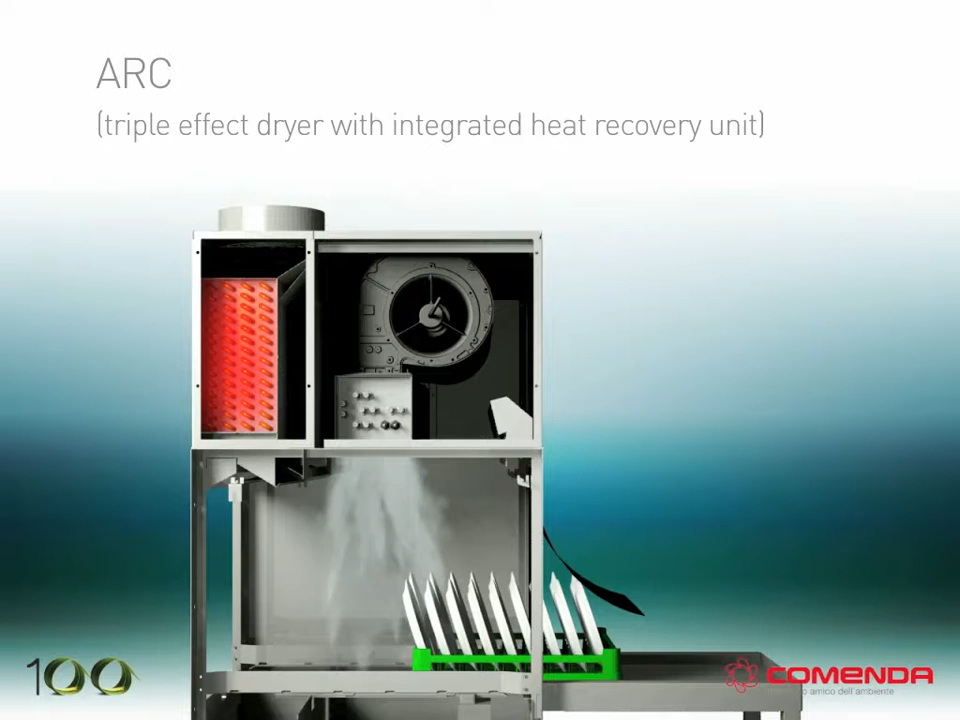 ARC
(triple effect dryer with integrated heat recovery unit)
100
COMENDA
o amico dell'ambiente